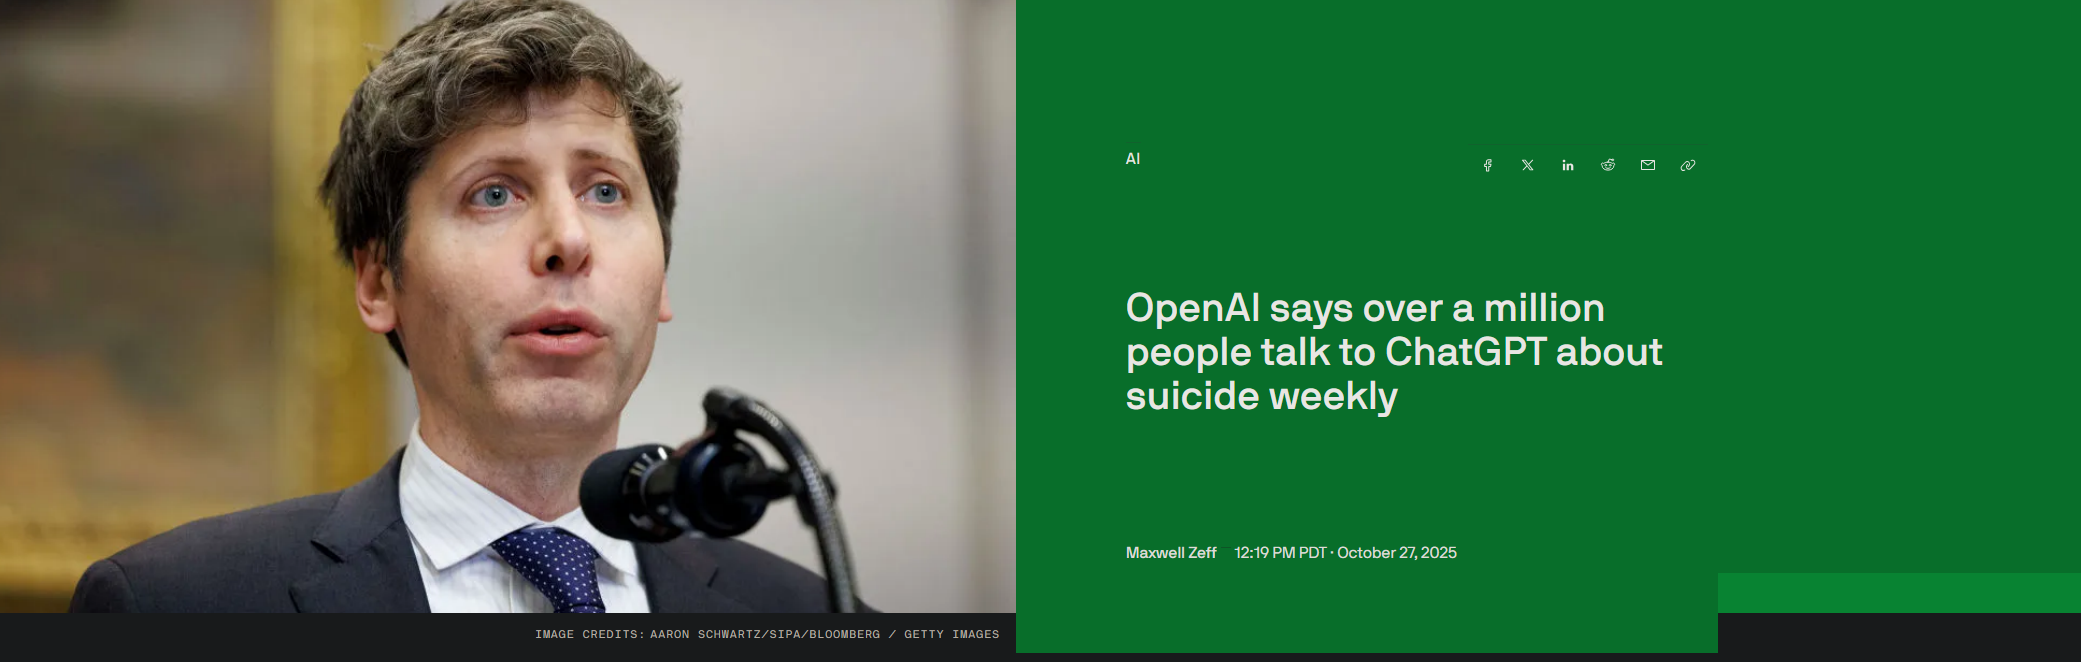 AI
OpenAI says over a million
people talk to ChatGPT about
suicide weekly
Maxwell Zeff 12:19 PM PDT · October 27, 2025
IMAGE CREDITS: AARON SCHWARTZ/SIPA/BLOOMBERG / GETTY IMAGES